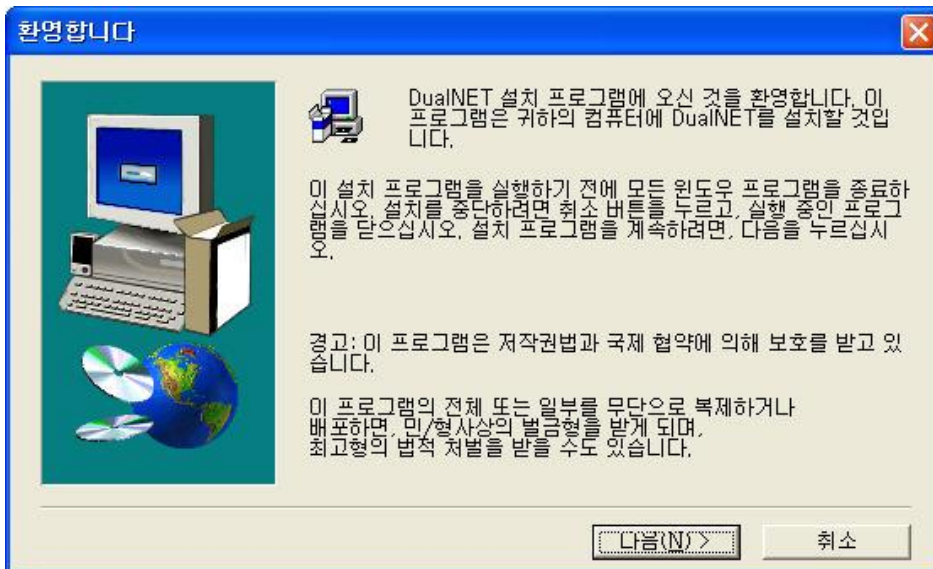 환영합니다
DualNET 설치 프로그램에 오신 것을 환영합니다. 이
프로그램은 귀하의 컴퓨터에 DualNET를 설치할 것입
니다.
이 설치 프로그램을 실행하기 전에 모든 윈도우 프로그램을 종료하
십시오. 설치를 중단하려면 취소 버튼을 누르고, 실행 중인 프로그
램을 닫으십시오. 설치 프로그램을 계속하려면, 다음을 누르십시
오.
경고: 이 프로그램은 저작권법과 국제 협약에 의해 보호를 받고 있
습니다.
이 프로그램의 전체 또는 일부를 무단으로 복제하거나
배포하면, 민/형사상의 벌금형을 받게 되며,
최고형의 법적 처벌을 받을 수도 있습니다.
다음(N) > 취소